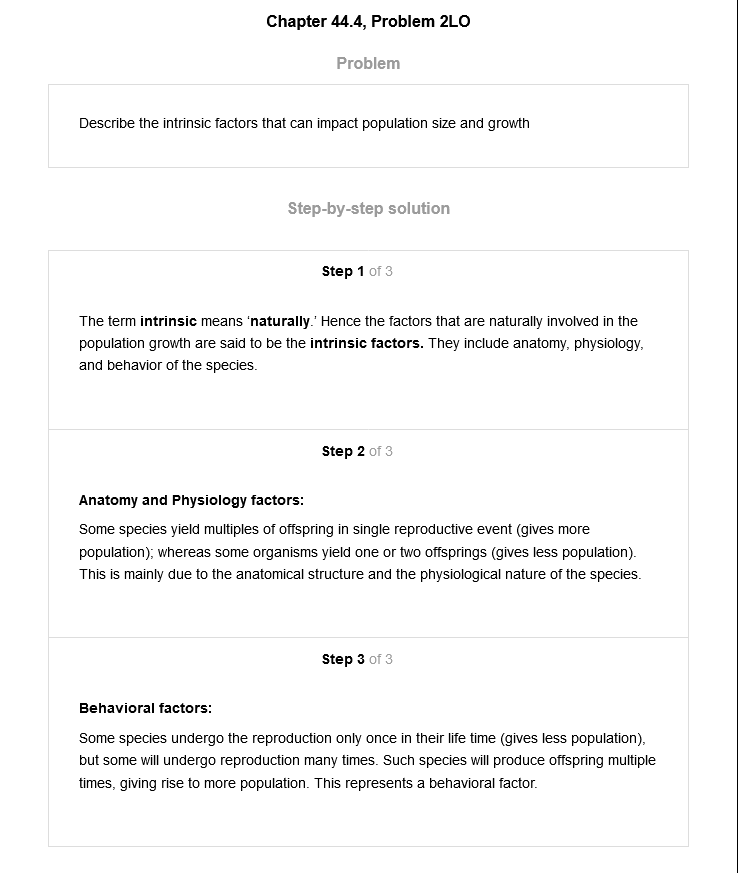 Chapter 44.4, Problem 2LO
Problem
Describe the intrinsic factors that can impact population size and growth
Step-by-step solution
Step 1 of 3
The term intrinsic means ‘naturally.’ Hence the factors that are naturally involved in the
population growth are said to be the intrinsic factors. They include anatomy, physiology,
and behavior of the species.
Step 2 of 3
Anatomy and Physiology factors:
Some species yield multiples of offspring in single reproductive event (gives more
population); whereas some organisms yield one or two offsprings (gives less population).
This is mainly due to the anatomical structure and the physiological nature of the species.
Step 3 of 3
Behavioral factors:
Some species undergo the reproduction only once in their life time (gives less population),
but some will undergo reproduction many times. Such species will produce offspring multiple
times, giving rise to more population. This represents a behavioral factor.